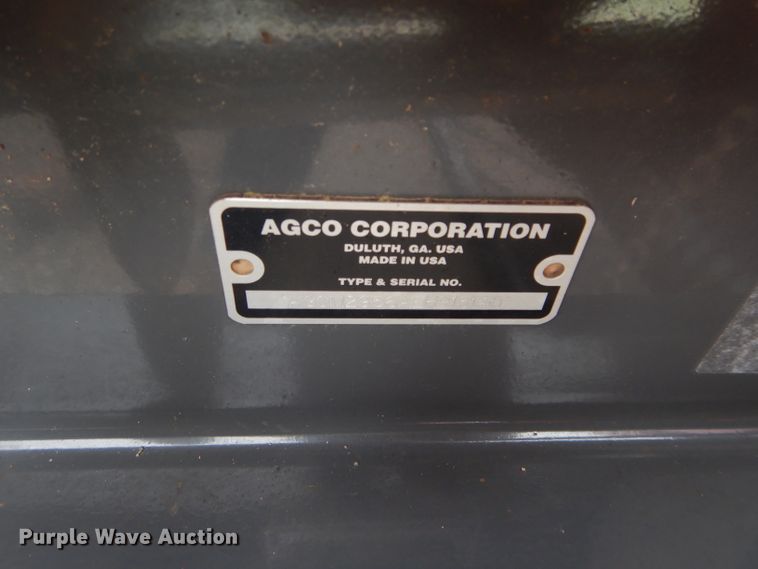 AGCO CORPORATION
DULUTH, GA. USA
MADE IN USA
TYPE & SERIAL NO.
Purple Wave Auction®